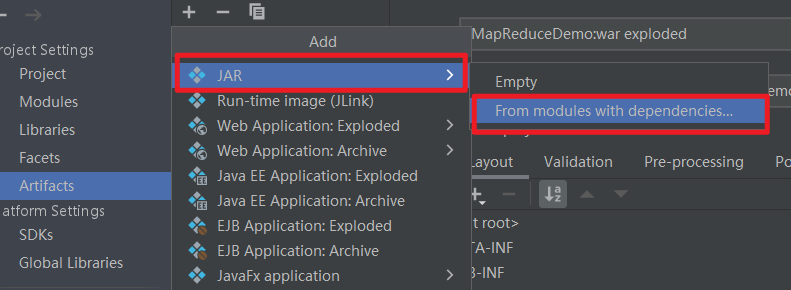 roject Settings
Project
Modules
Libraries
Facets
Artifacts
atform Settings
SDKs
Global Libraries
Add
JAR
Run-time image (JLink)
Web Application: Exploded
Web Application: Archive
Java EE Application: Exploded
Java EE Application: Archive
EJB Application: Exploded
EJB Application: Archive
JavaFx application
MapReduceDemo:war exploded
Empty
From modules with dependencies...
emo
ayout
Validation
Pre-processing
Po
t root>
TA-INF
B-INF